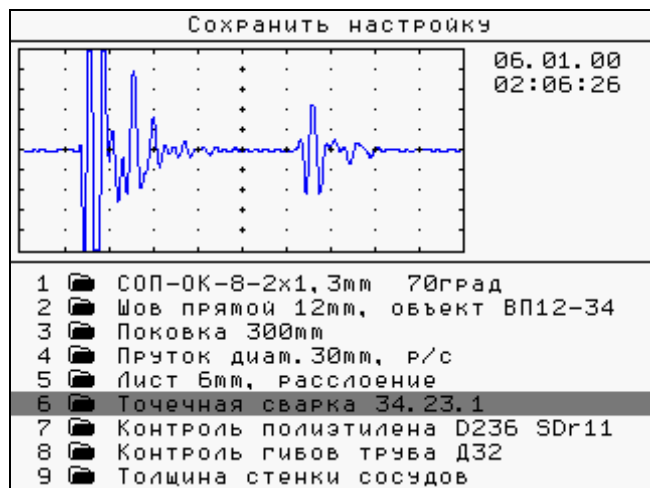 Сохранить настройку
06.01.00
02:06:26
1 СОП-ОК-8-2х1,3mm 70град
2 Шов прямой 12mm, объект ВП12-34
3 Поковка 300mm
4 Пруток диам.30mm, р/с
5 Лист 6mm, расслоение
6 Точечная сварка 34.23.1
7 Контроль полиэтилена D236 SDr11
8 Контроль гибов труба Д32
9 Толщина стенки сосудов